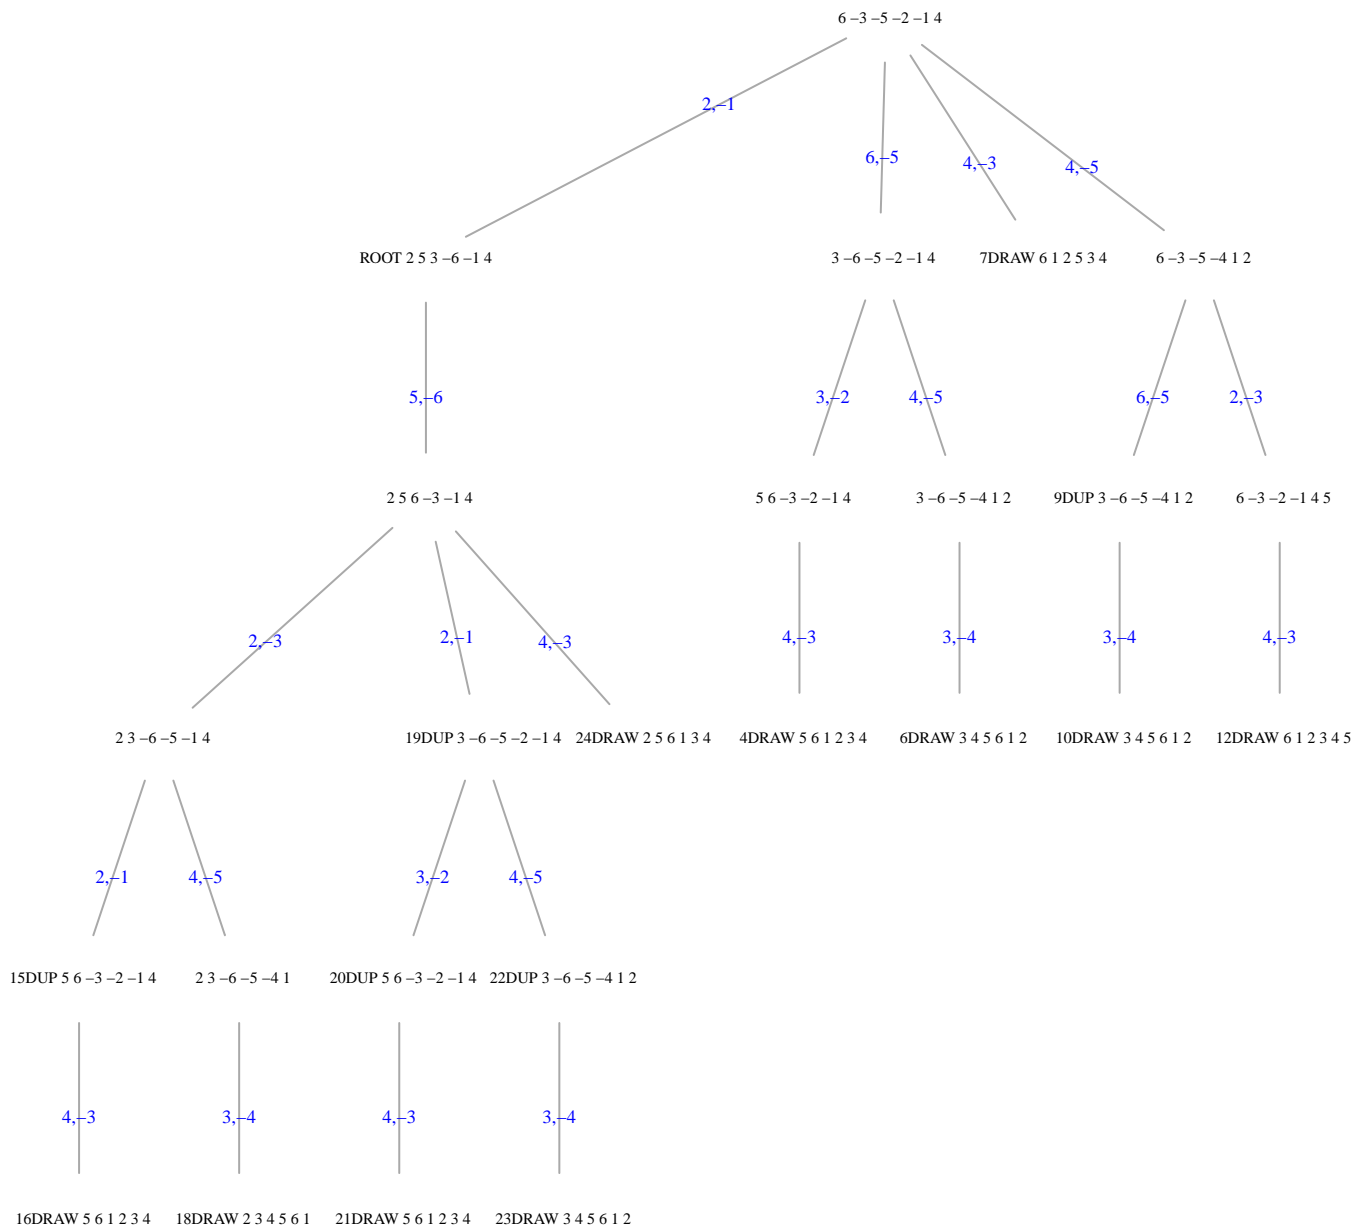 6 –3 –5 –2 –1 4
2,–1
6,–5
4,–3
4,–5
ROOT 2 5 3 –6 –1 4
3 –6 –5 –2 –1 4
7DRAW 6 1 2 5 3 4
6 –3 –5 –4 1 2
5,–6
3,–2
4,–5
6,–5
2,–3
2 5 6 –3 –1 4
5 6 –3 –2 –1 4
3 –6 –5 –4 1 2
9DUP 3 –6 –5 –4 1 2
6 –3 –2 –1 4 5
2,–3
2,–1
4,–3
4,–3
3,–4
3,–4
4,–3
2 3 –6 –5 –1 4
19DUP 3 –6 –5 –2 –1 4
24DRAW 2 5 6 1 3 4
4DRAW 5 6 1 2 3 4
6DRAW 3 4 5 6 1 2
10DRAW 3 4 5 6 1 2
12DRAW 6 1 2 3 4 5
2,–1
4,–5
3,–2
4,–5
15DUP 5 6 –3 –2 –1 4
2 3 –6 –5 –4 1
20DUP 5 6 –3 –2 –1 4
22DUP 3 –6 –5 –4 1 2
4,–3
3,–4
4,–3
3,–4
16DRAW 5 6 1 2 3 4
18DRAW 2 3 4 5 6 1
21DRAW 5 6 1 2 3 4
23DRAW 3 4 5 6 1 2